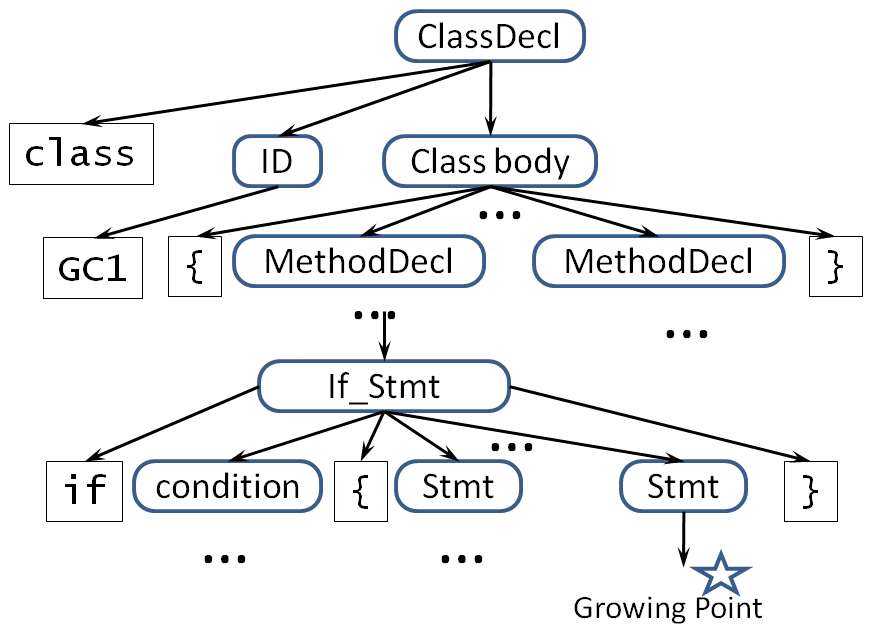 ClassDecl
class
ID
Class body
...
GC1
{
MethodDecl
MethodDecl
}
...
...
If_Stmt
...
if
condition
{
Stmt
Stmt
}
...
...
Growing Point